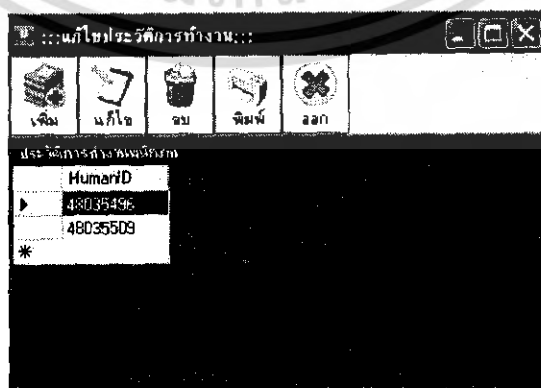 :::แก้ไขประวัติการทำงาน:::
เพิ่ม แก้ไข ลบ พิมพ์ ออก
ประวัติการทำงานพนักงาน
HumanID
48035496
48035509